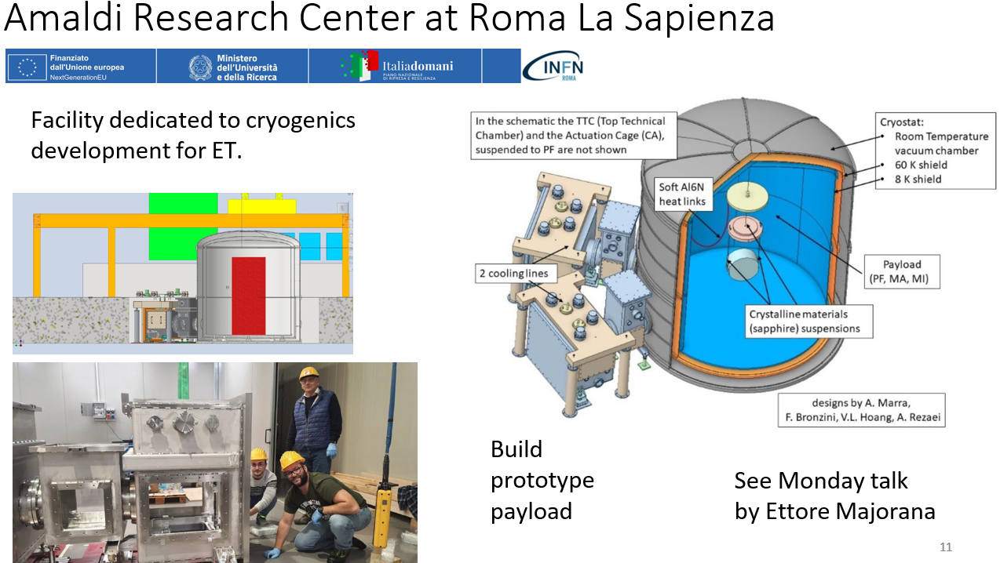 Amaldi Research Center at Roma La Sapienza
Finanziato
dall'Unione europea
NextGenerationEU
Ministero
dell'Università
e della Ricerca
Italiadomani
PIANO NAZIONALE
DI RIPRESA E RESILIENZA
INFN
ROMA
Facility dedicated to cryogenics
development for ET.
In the schematic the TTC (Top Technical
Chamber) and the Actuation Cage (CA),
suspended to PF are not shown
Cryostat:
• Room Temperature
vacuum chamber
• 60 K shield
• 8 K shield
Soft Al6N
heat links
2 cooling lines
Payload
(PF, MA, MI)
Crystalline materials
(sapphire) suspensions
designs by A. Marra,
F. Bronzini, V.L. Hoang, A. Rezaei
Build
prototype
payload
See Monday talk
by Ettore Majorana
11